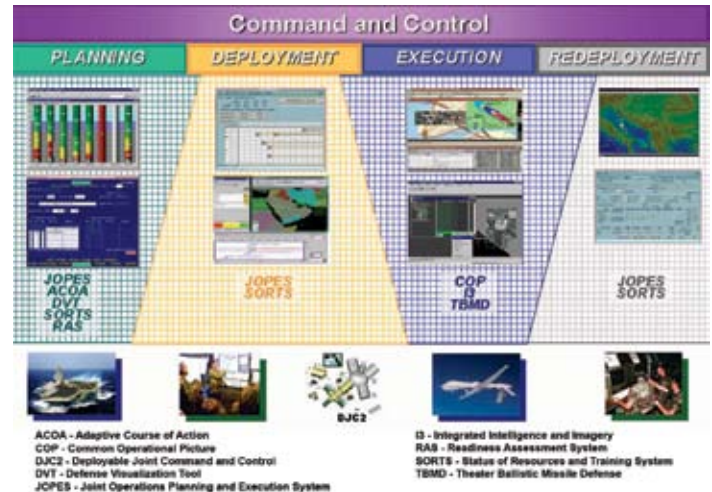 Command and Control
PLANNING
DEPLOYMENT
EXECUTION
REDEPLOYMENT
JOPES
ACOA
DVT
SORTS
RAS
JOPES
SORTS
COP
I3
TBMD
JOPES
SORTS
DJC2
ACOA - Adaptive Course of Action
COP - Common Operational Picture
DJC2 - Deployable Joint Command and Control
DVT - Defense Visualization Tool
JOPES - Joint Operations Planning and Execution System
I3 - Integrated Intelligence and Imagery
RAS - Readiness Assessment System
SORTS - Status of Resources and Training System
TBMD - Theater Ballistic Missile Defense